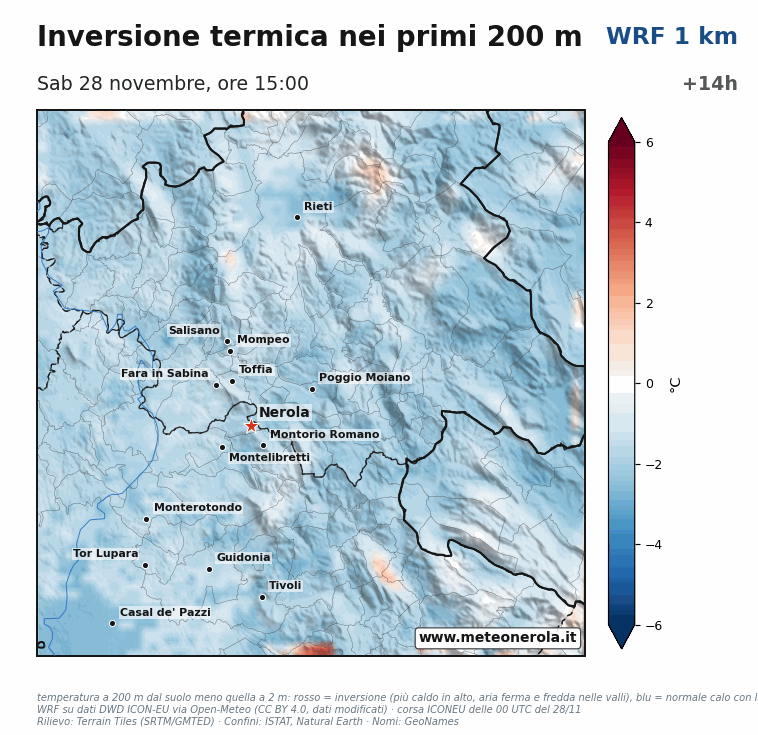 Inversione termica nei primi 200 m WRF 1 km
Sab 28 novembre, ore 15:00 +14h
Rieti
Salisano
Mompeo
Toffia
Fara in Sabina
Poggio Moiano
Nerola
Montorio Romano
Montelibretti
Monterotondo
Tor Lupara
Guidonia
Tivoli
Casal de' Pazzi
www.meteonerola.it
6
4
2
0
−2
−4
−6
°C
temperatura a 200 m dal suolo meno quella a 2 m: rosso = inversione (più caldo in alto, aria ferma e fredda nelle valli), blu = normale calo con
WRF su dati DWD ICON-EU via Open-Meteo (CC BY 4.0, dati modificati) · corsa ICONEU delle 00 UTC del 28/11
Rilievo: Terrain Tiles (SRTM/GMTED) · Confini: ISTAT, Natural Earth · Nomi: GeoNames